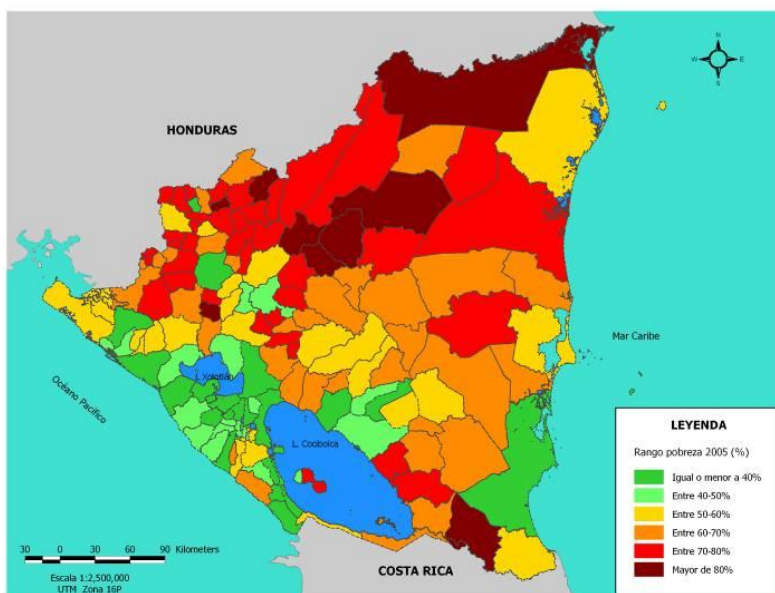 N
W E
S
HONDURAS
Mar Caribe
L Xolotlán
Océano Pacífico
L. Cocibolca
LEYENDA
Rango pobreza 2005 (%)
Igual o menor a 40%
Entre 40-50%
Entre 50-60%
Entre 60-70%
Entre 70-80%
Mayor de 80%
30 0 30 60 90 Kilometers
Escala 1:2,500,000
UTM Zona 16P
COSTA RICA